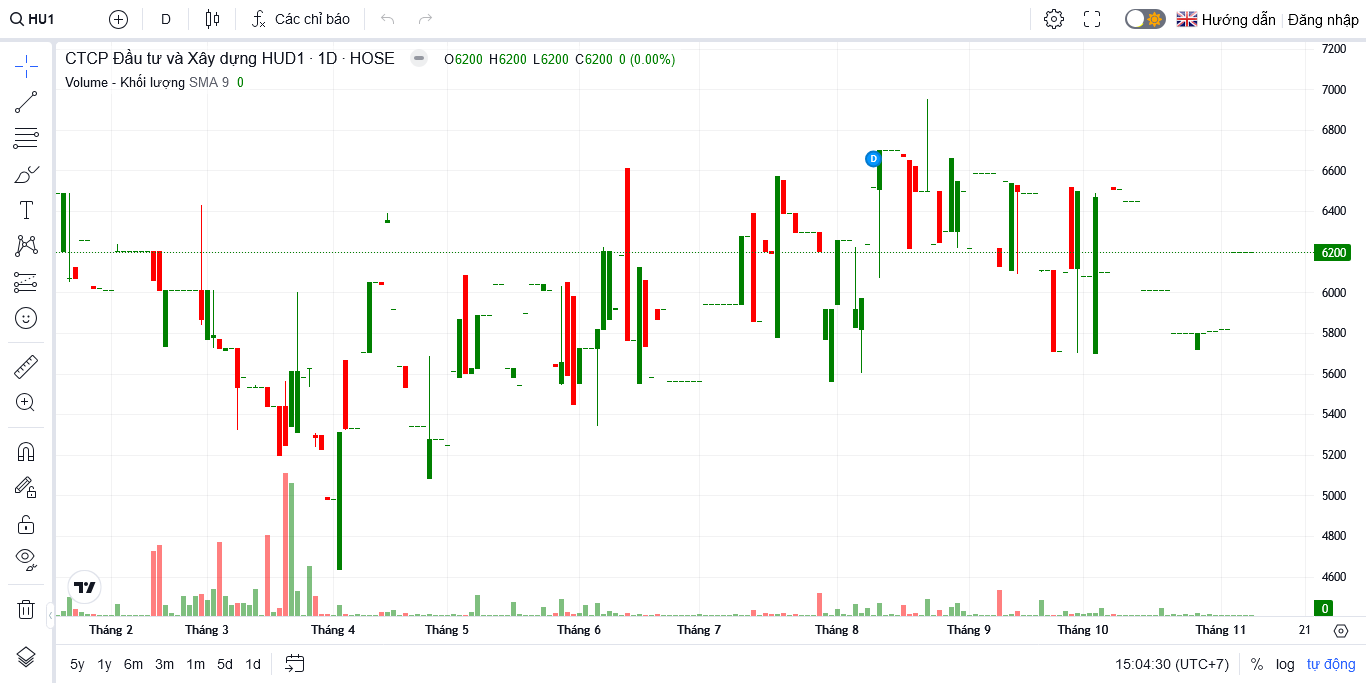 HU1 D Các chỉ báo Hướng dẫn Đăng nhập
CTCP Đầu tư và Xây dựng HUD1 · 1D · HOSE O6200 H6200 L6200 C6200 0 (0.00%)
Volume - Khối lượng SMA 9 0
D
7200
7000
6800
6600
6400
6200
6000
5800
5600
5400
5200
5000
4800
4600
0
Tháng 2 Tháng 3 Tháng 4 Tháng 5 Tháng 6 Tháng 7 Tháng 8 Tháng 9 Tháng 10 Tháng 11 21
5y 1y 6m 3m 1m 5d 1d 15:04:30 (UTC+7) % log tự động